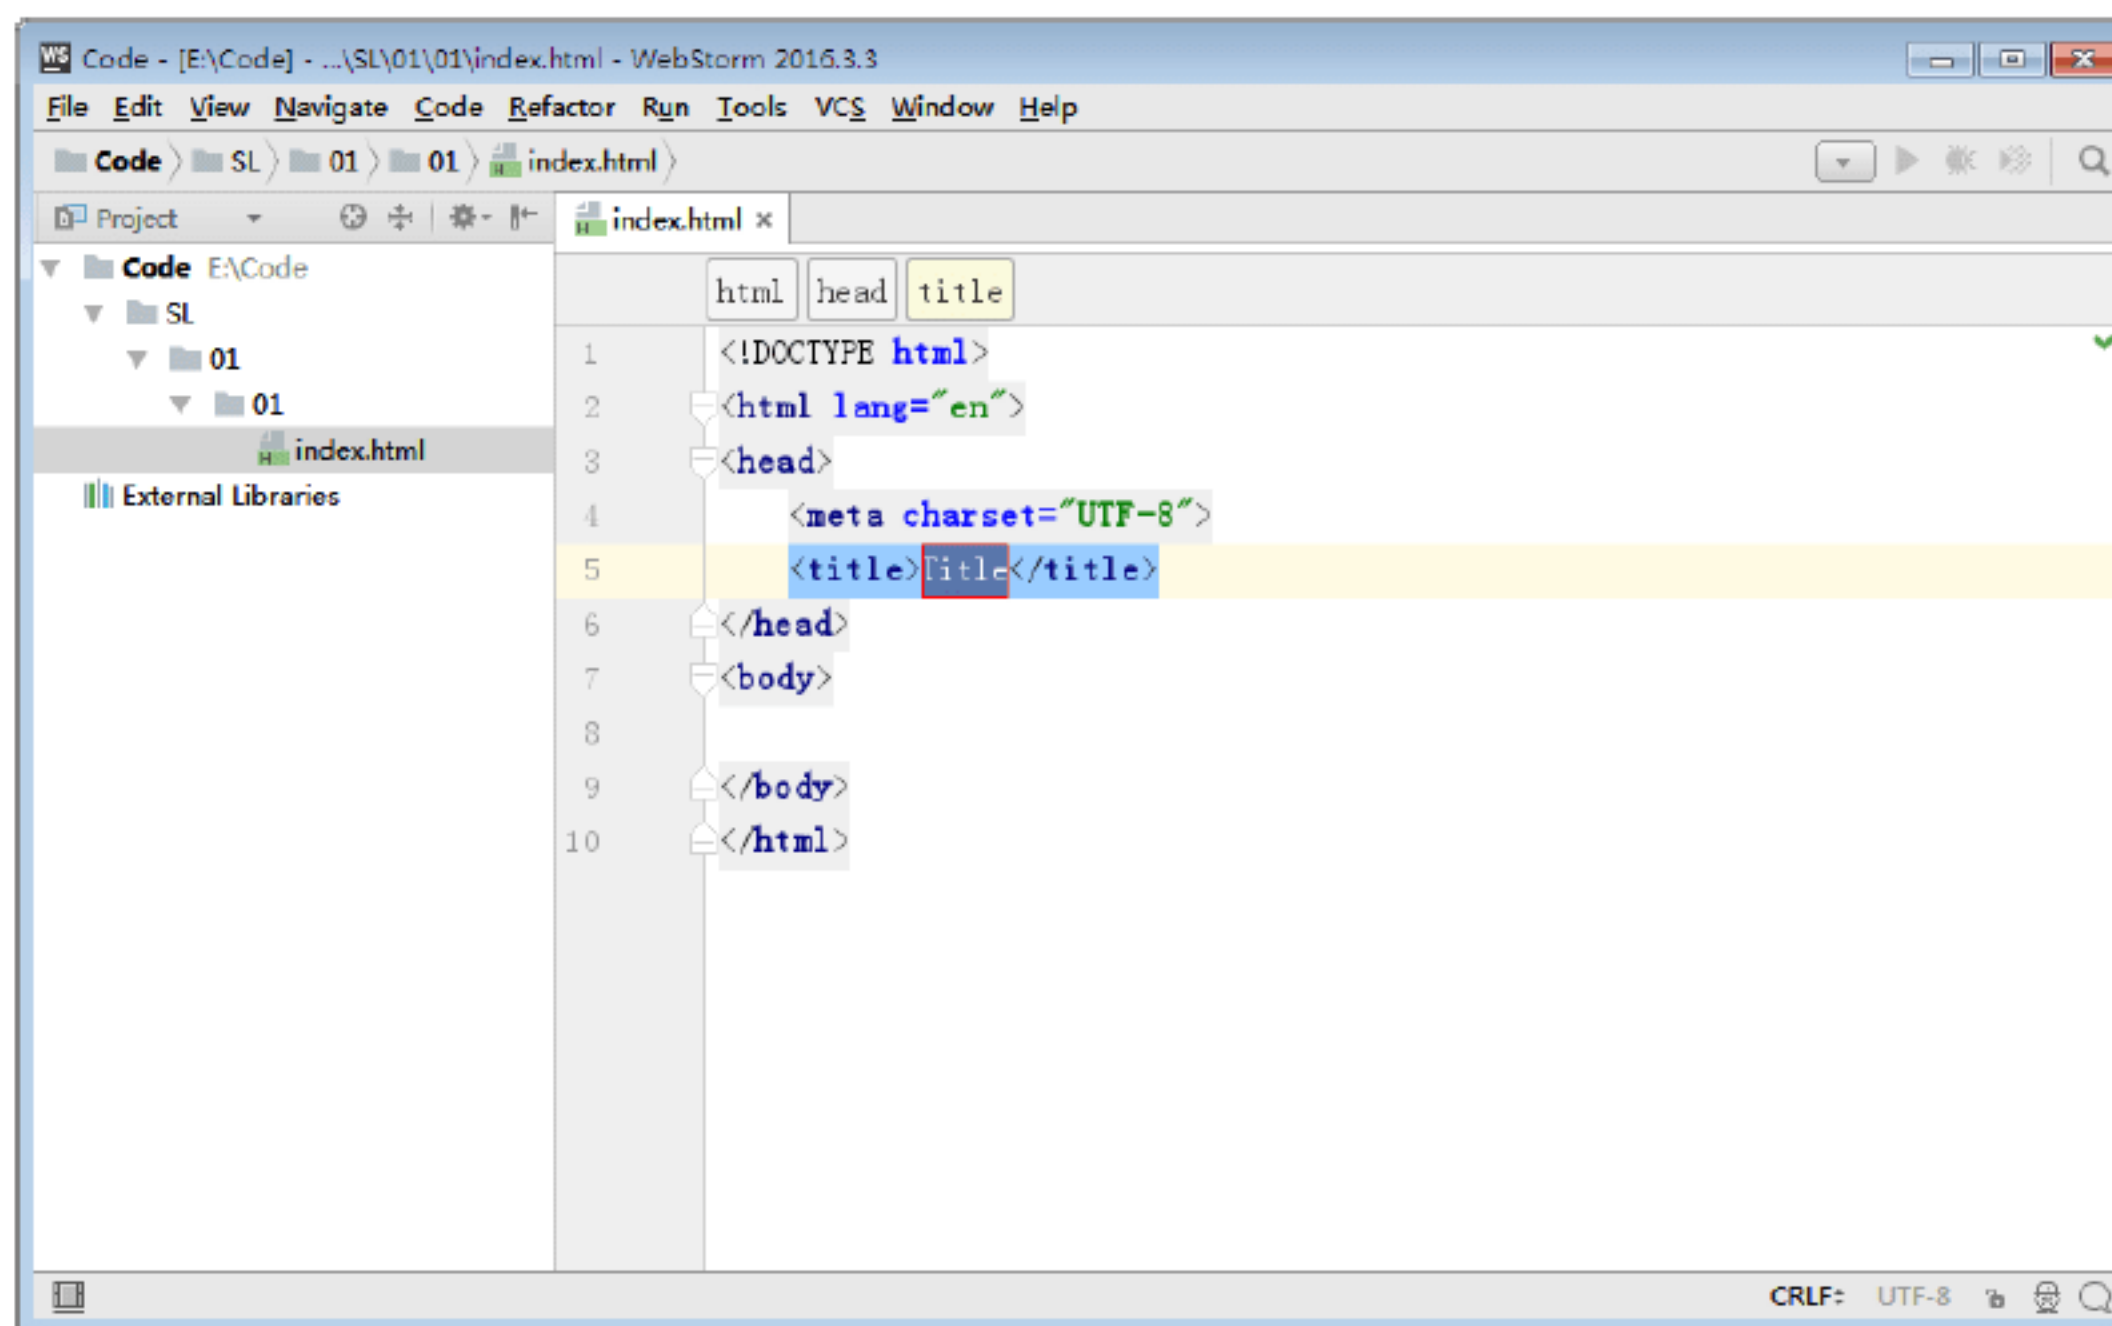 Code - [E:\Code] - ...\SL\01\01\index.html - WebStorm 2016.3.3
File Edit View Navigate Code Refactor Run Tools VCS Window Help
Code SL 01 01 index.html
Project
index.html
Code E:\Code
SL
01
01
index.html
External Libraries
html head title
1 <!DOCTYPE html>
2 <html lang="en">
3 <head>
4 <meta charset="UTF-8">
5 <title>Title</title>
6 </head>
7 <body>
8
9 </body>
10 </html>
CRLF UTF-8